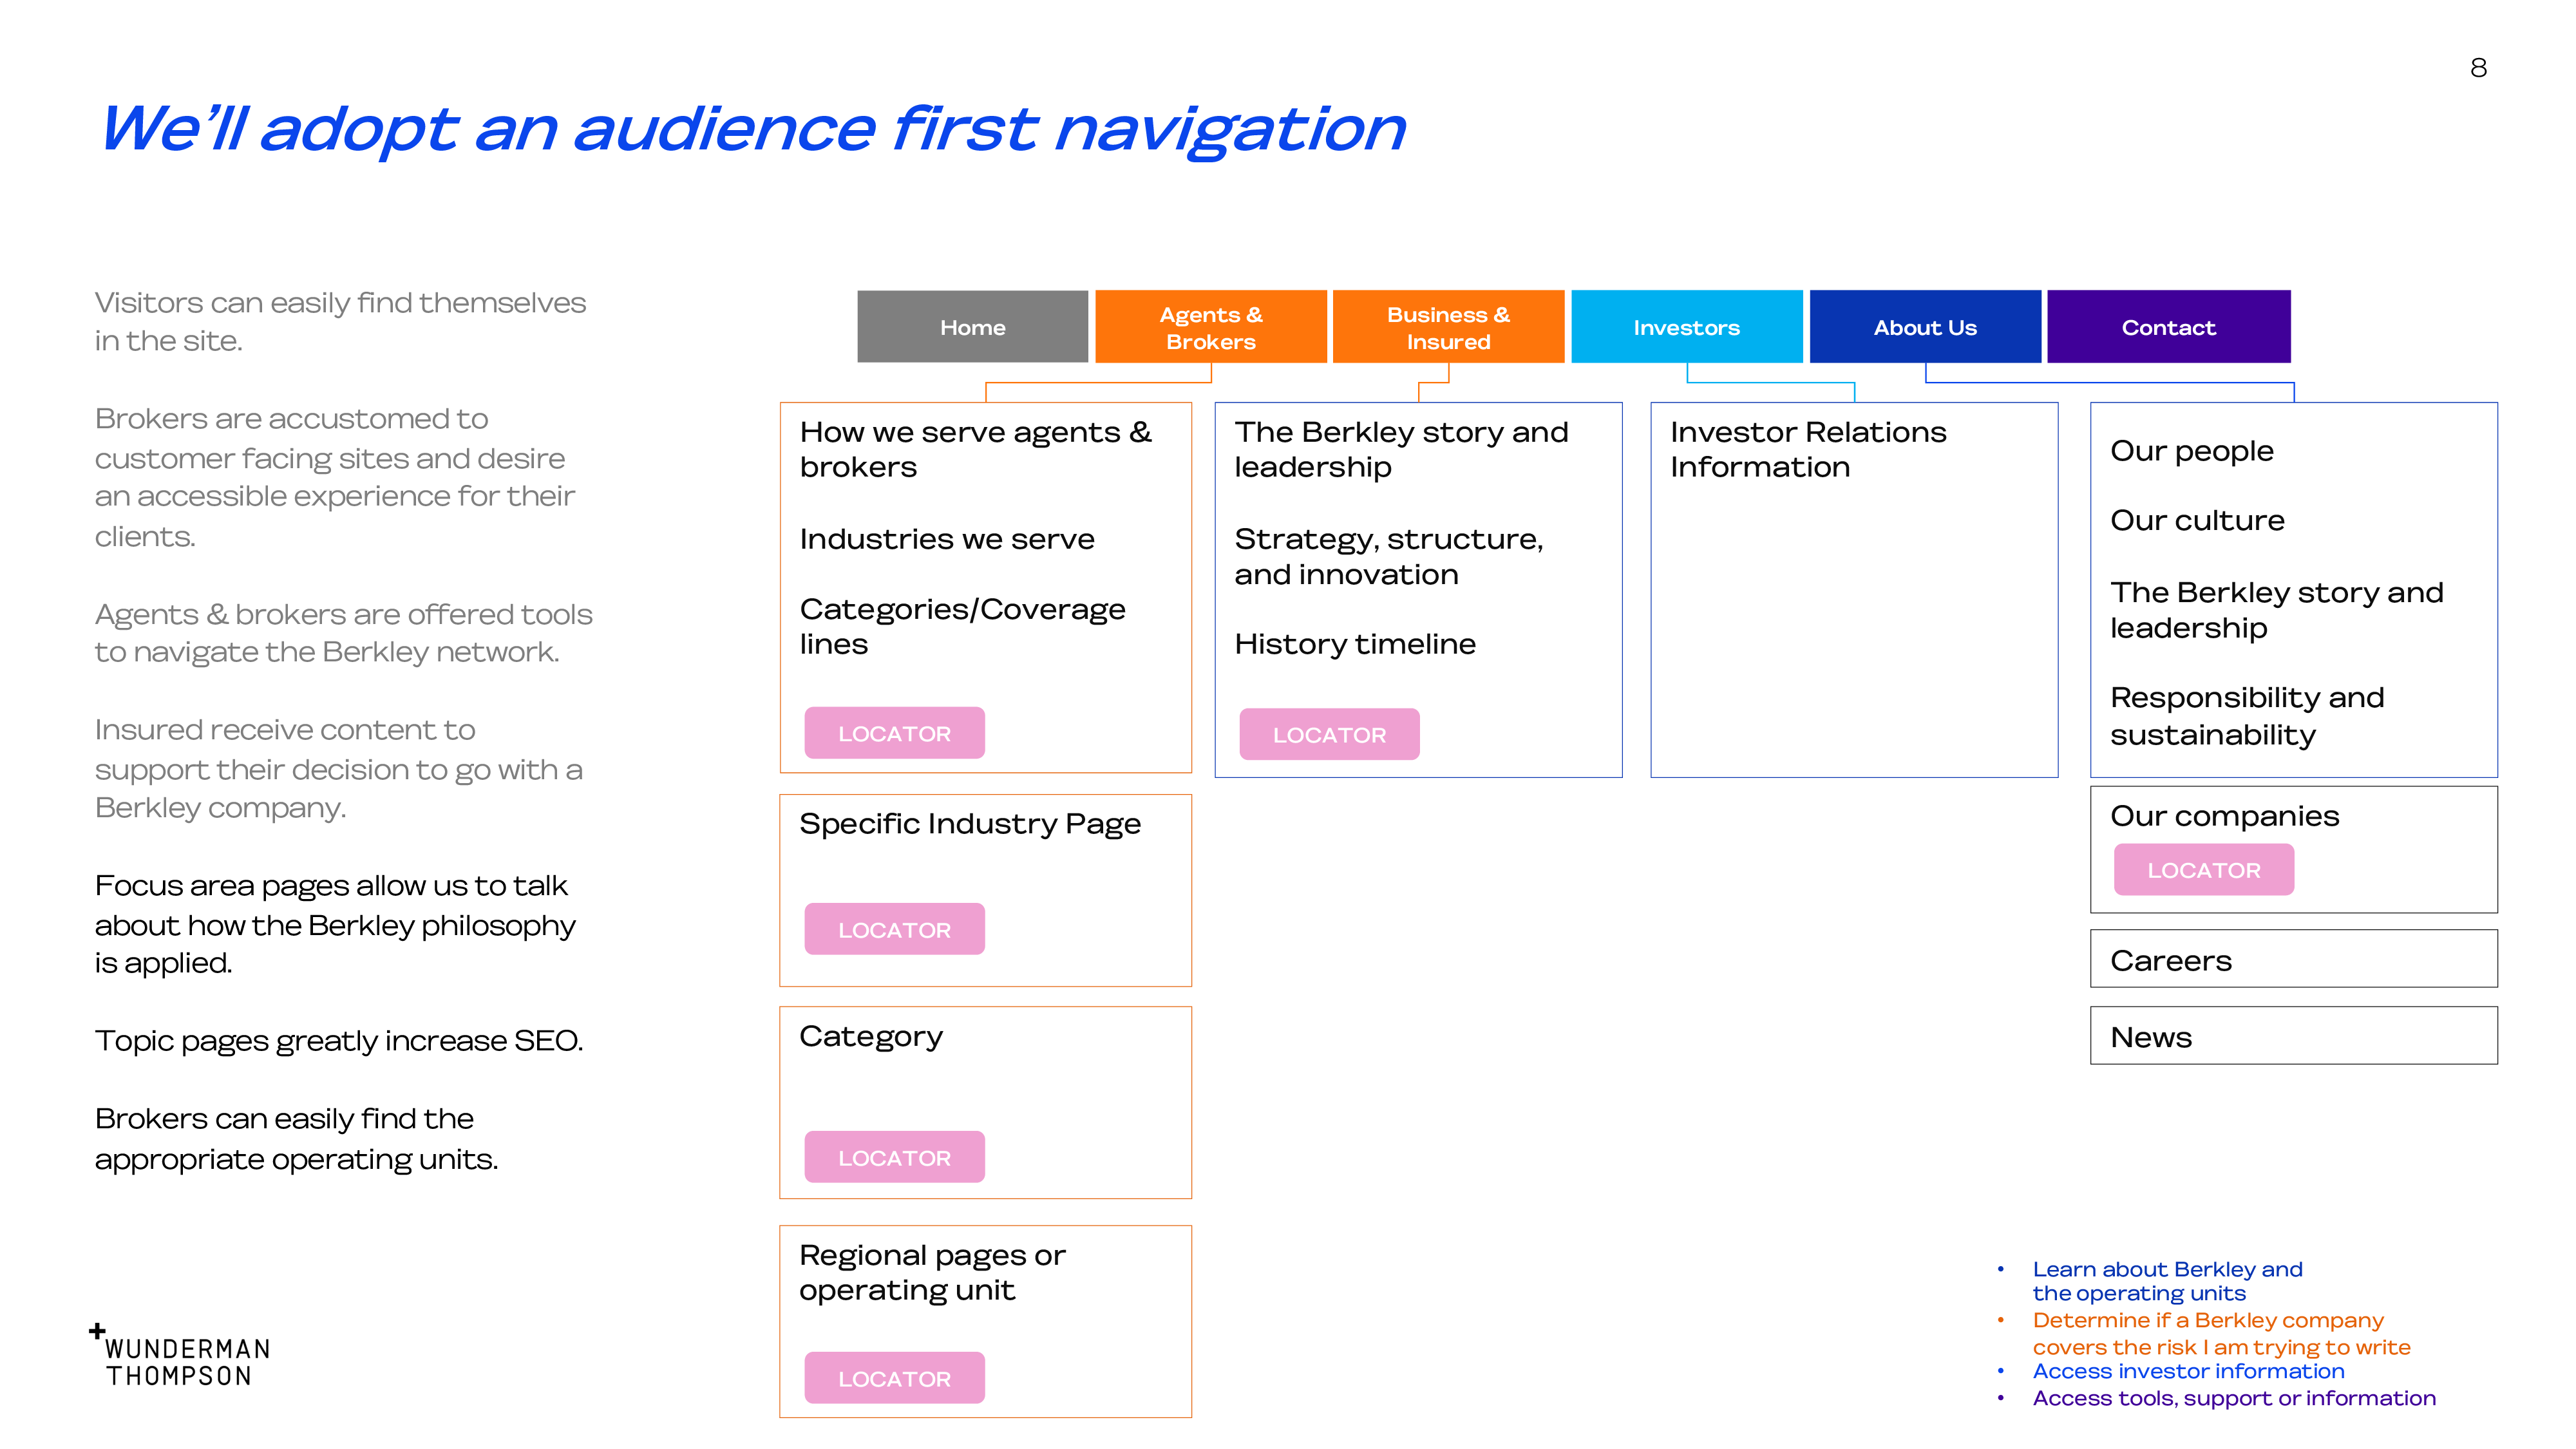 8
We’ll adopt an audience first navigation
Visitors can easily find themselves
in the site.
Brokers are accustomed to
customer facing sites and desire
an accessible experience for their
clients.
Agents & brokers are offered tools
to navigate the Berkley network.
Insured receive content to
support their decision to go with a
Berkley company.
Focus area pages allow us to talk
about how the Berkley philosophy
is applied.
Topic pages greatly increase SEO.
Brokers can easily find the
appropriate operating units.
Home
Agents &
Brokers
Business &
Insured
Investors
About Us
Contact
How we serve agents &
brokers
Industries we serve
Categories/Coverage
lines
LOCATOR
Specific Industry Page
LOCATOR
Category
LOCATOR
Regional pages or
operating unit
LOCATOR
The Berkley story and
leadership
Strategy, structure,
and innovation
History timeline
LOCATOR
Investor Relations
Information
Our people
Our culture
The Berkley story and
leadership
Responsibility and
sustainability
Our companies
LOCATOR
Careers
News
• Learn about Berkley and
the operating units
• Determine if a Berkley company
covers the risk I am trying to write
• Access investor information
• Access tools, support or information
+WUNDERMAN
THOMPSON